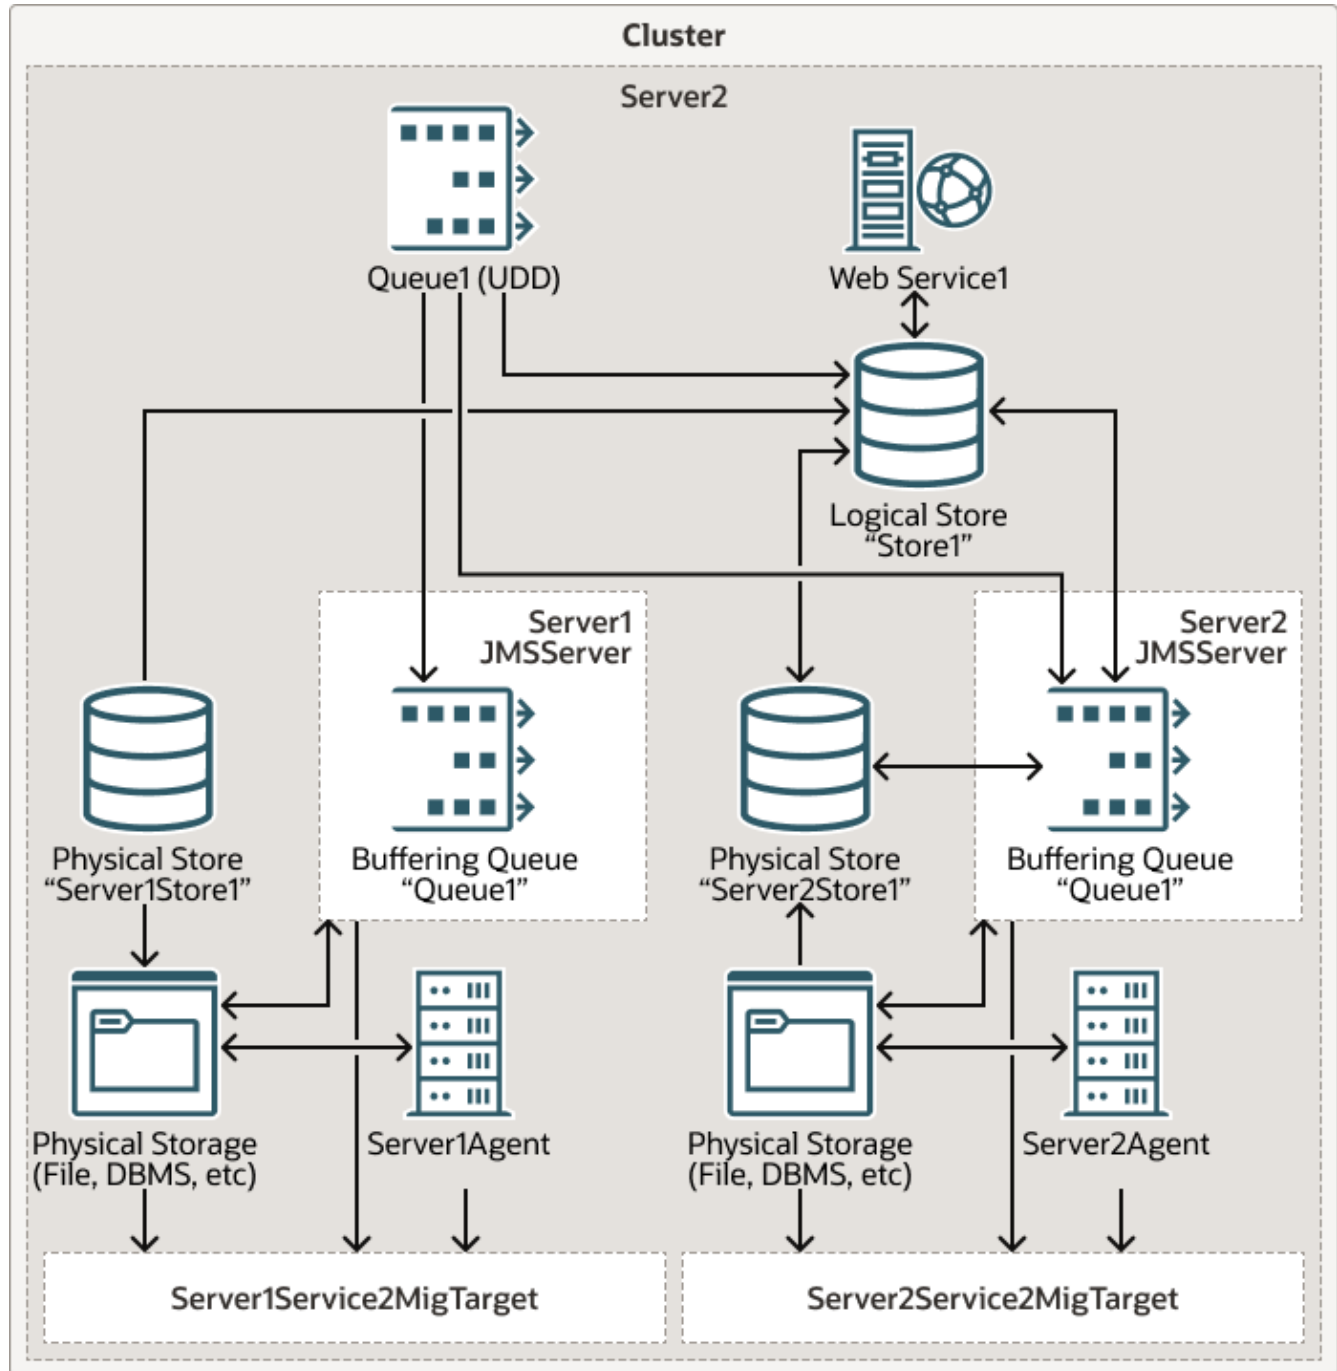 Cluster
Server2
Queue1 (UDD)
Web Service1
Logical Store
“Store1”
Server1
JMSServer
Server2
JMSServer
Physical Store
“Server1Store1”
Buffering Queue
“Queue1”
Physical Store
“Server2Store1”
Buffering Queue
“Queue1”
Physical Storage
(File, DBMS, etc)
Server1Agent
Physical Storage
(File, DBMS, etc)
Server2Agent
Server1Service2MigTarget
Server2Service2MigTarget